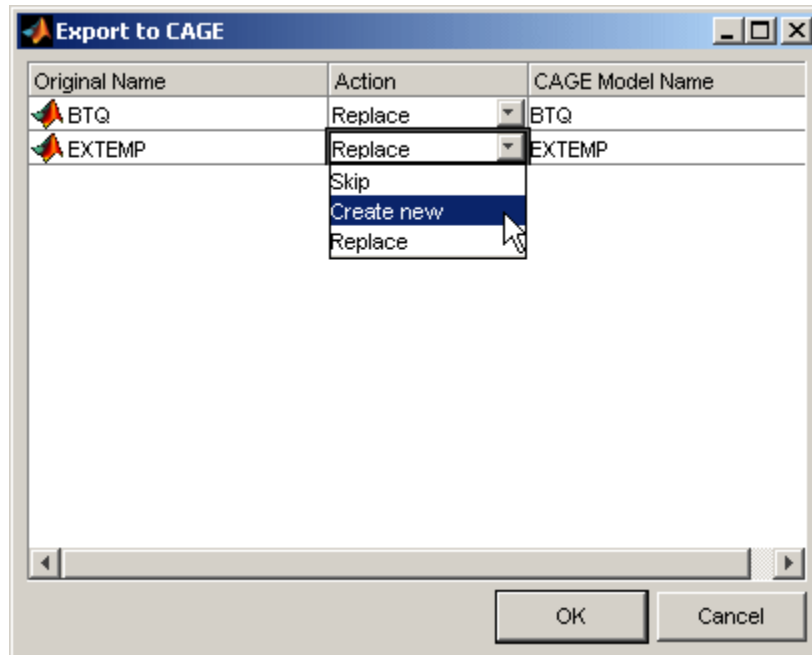 Export to CAGE
Original Name Action CAGE Model Name
BTQ Replace BTQ
EXTEMP Replace EXTEMP
Skip
Create new
Replace
OK Cancel